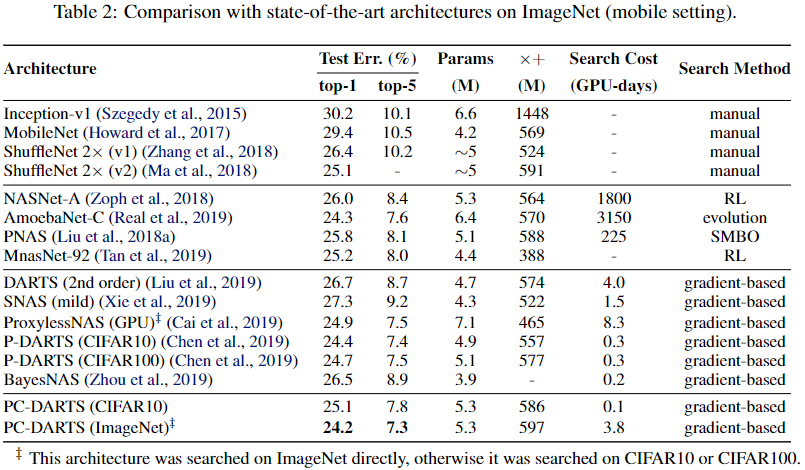 Table 2: Comparison with state-of-the-art architectures on ImageNet (mobile setting).
Architecture Test Err. (%) Params ×+ Search Cost Search Method
top-1 top-5 (M) (M) (GPU-days)
Inception-v1 (Szegedy et al., 2015) 30.2 10.1 6.6 1448 - manual
MobileNet (Howard et al., 2017) 29.4 10.5 4.2 569 - manual
ShuffleNet 2× (v1) (Zhang et al., 2018) 26.4 10.2 ∼5 524 - manual
ShuffleNet 2× (v2) (Ma et al., 2018) 25.1 - ∼5 591 - manual
NASNet-A (Zoph et al., 2018) 26.0 8.4 5.3 564 1800 RL
AmoebaNet-C (Real et al., 2019) 24.3 7.6 6.4 570 3150 evolution
PNAS (Liu et al., 2018a) 25.8 8.1 5.1 588 225 SMBO
MnasNet-92 (Tan et al., 2019) 25.2 8.0 4.4 388 - RL
DARTS (2nd order) (Liu et al., 2019) 26.7 8.7 4.7 574 4.0 gradient-based
SNAS (mild) (Xie et al., 2019) 27.3 9.2 4.3 522 1.5 gradient-based
ProxylessNAS (GPU)‡ (Cai et al., 2019) 24.9 7.5 7.1 465 8.3 gradient-based
P-DARTS (CIFAR10) (Chen et al., 2019) 24.4 7.4 4.9 557 0.3 gradient-based
P-DARTS (CIFAR100) (Chen et al., 2019) 24.7 7.5 5.1 577 0.3 gradient-based
BayesNAS (Zhou et al., 2019) 26.5 8.9 3.9 - 0.2 gradient-based
PC-DARTS (CIFAR10) 25.1 7.8 5.3 586 0.1 gradient-based
PC-DARTS (ImageNet)‡ 24.2 7.3 5.3 597 3.8 gradient-based
‡ This architecture was searched on ImageNet directly, otherwise it was searched on CIFAR10 or CIFAR100.